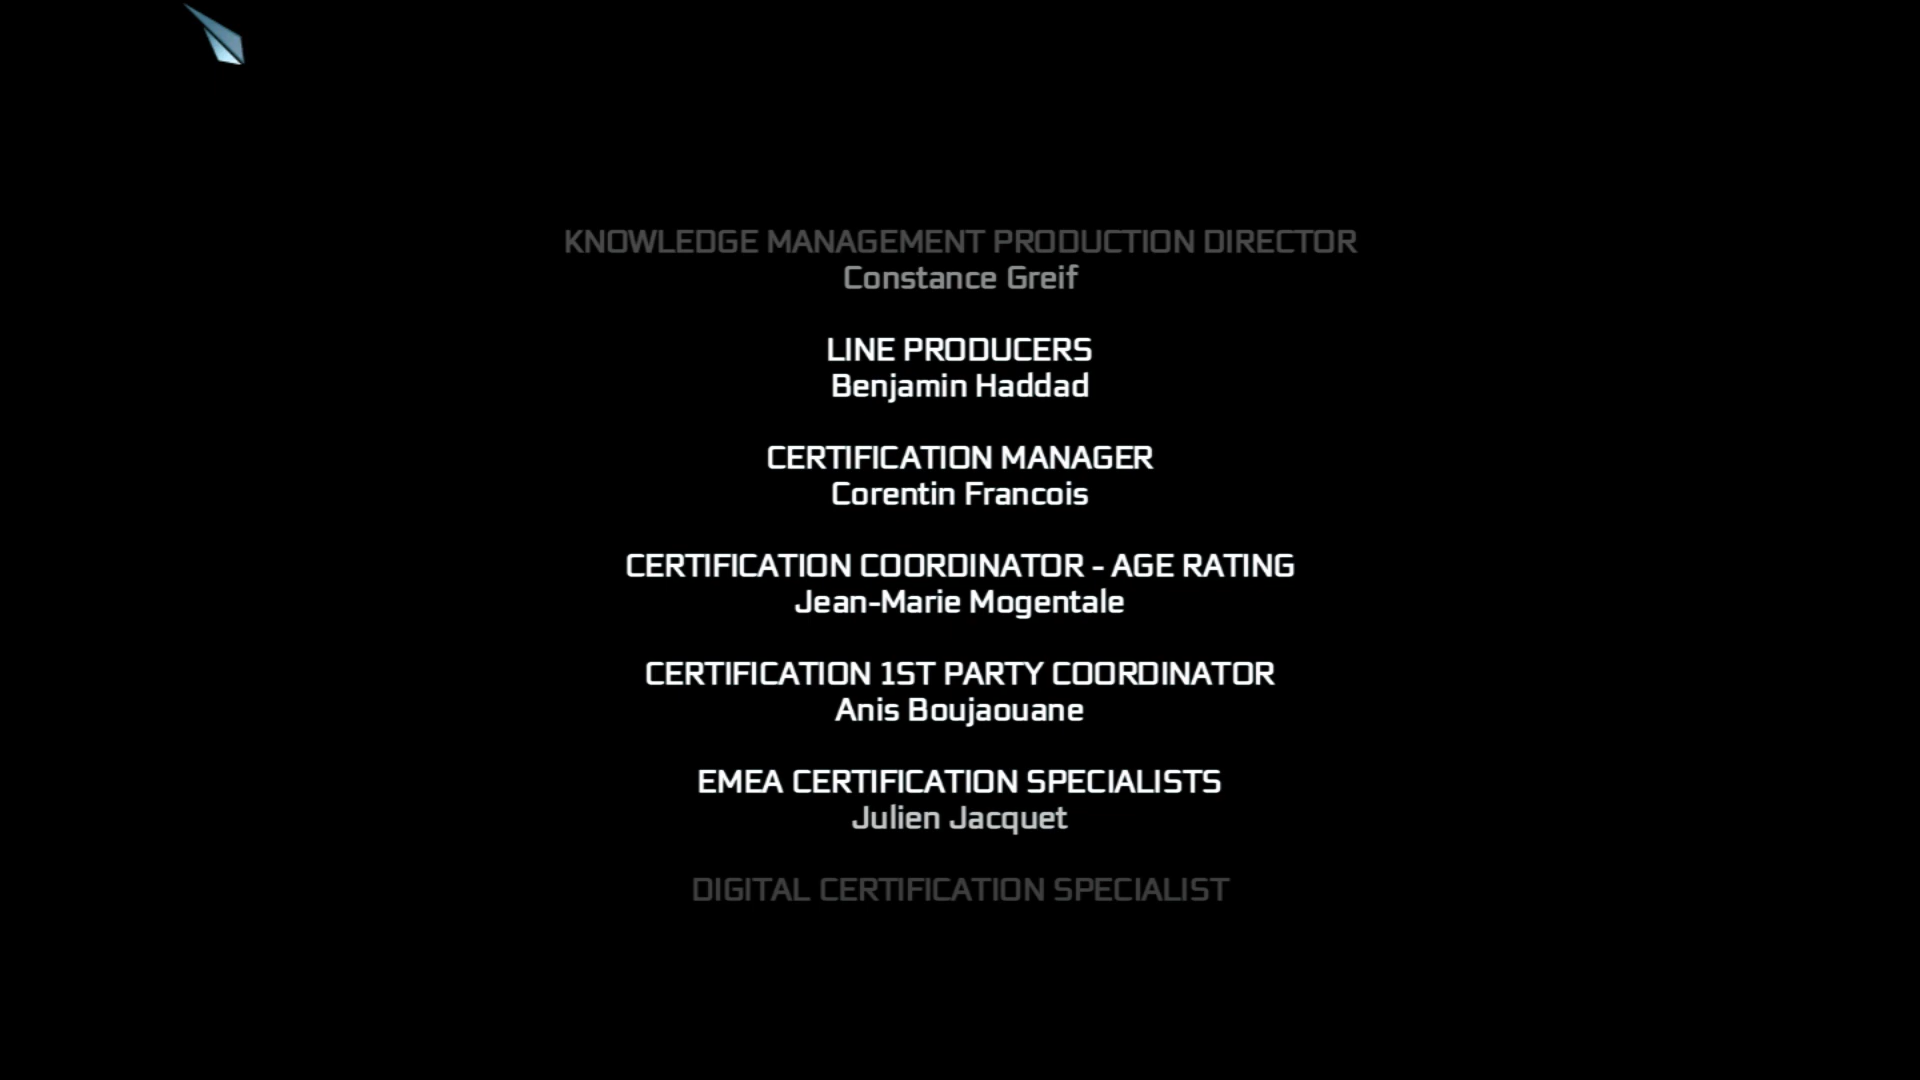 KNOWLEDGE MANAGEMENT PRODUCTION DIRECTOR
Constance Greif
LINE PRODUCERS
Benjamin Haddad
CERTIFICATION MANAGER
Corentin Francois
CERTIFICATION COORDINATOR - AGE RATING
Jean-Marie Mogentale
CERTIFICATION 1ST PARTY COORDINATOR
Anis Boujaouane
EMEA CERTIFICATION SPECIALISTS
Julien Jacquet
DIGITAL CERTIFICATION SPECIALIST